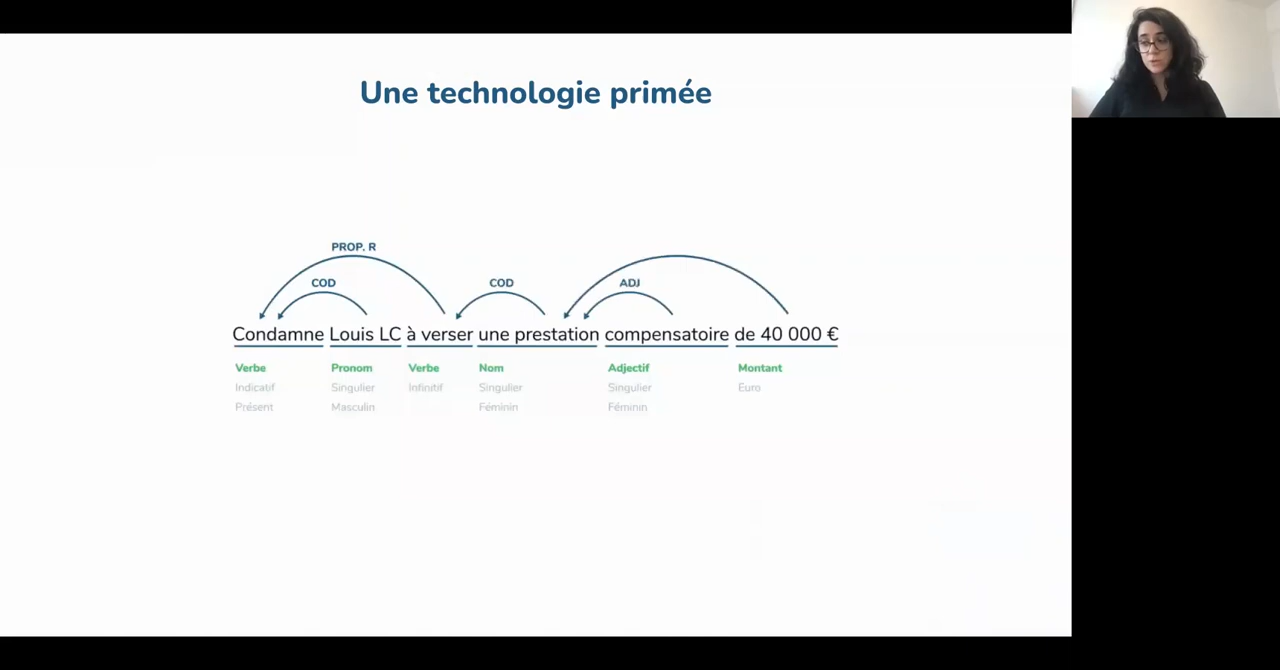 Une technologie primée
PROP. R
COD COD ADJ
Condamne Louis LC à verser une prestation compensatoire de 40 000 €
Verbe Pronom Verbe Nom Adjectif Montant
Indicatif Singulier Infinitif Singulier Singulier Euro
Présent Masculin Féminin Féminin